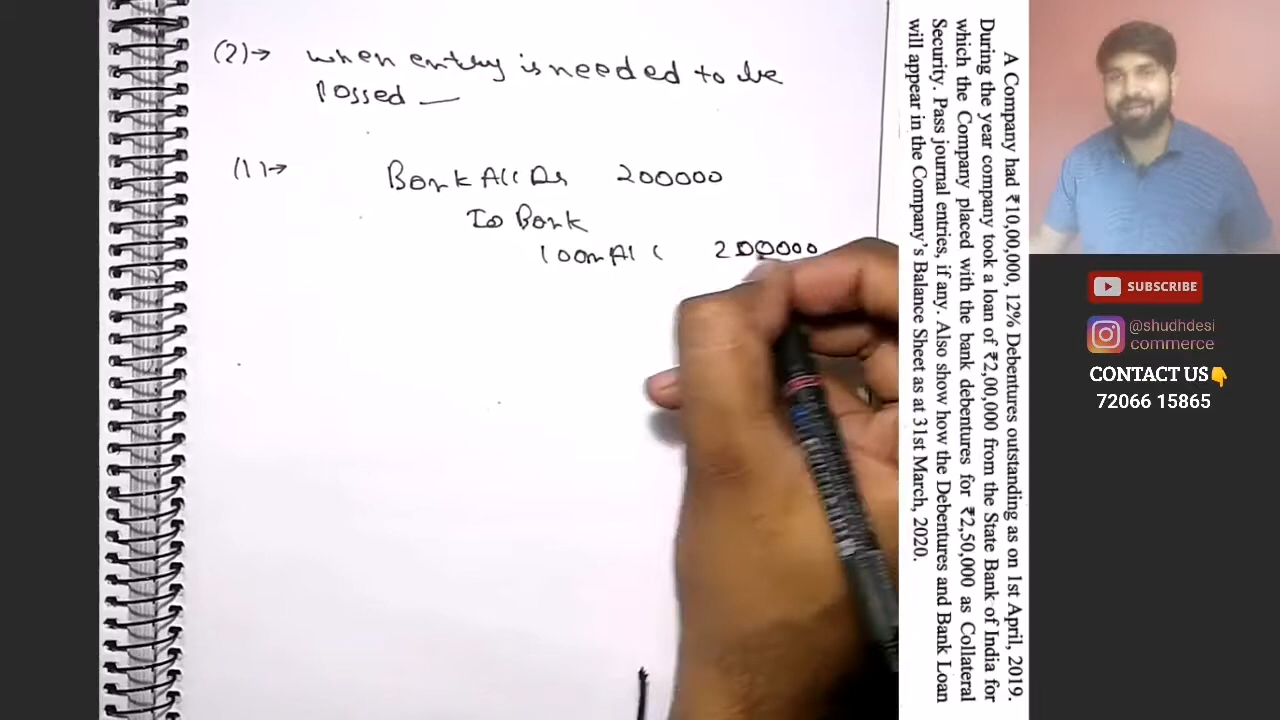 (2)→ when entry is needed to be
passed —
(1)→ Bank A/c Dr 200000
To Bank
loan A/c 200000
A Company had ₹10,00,000, 12% Debentures outstanding as on 1st April, 2019.
During the year company took a loan of ₹2,00,000 from the State Bank of India for
which the Company placed with the bank debentures for ₹2,50,000 as Collateral
Security. Pass journal entries, if any. Also show how the Debentures and Bank Loan
will appear in the Company's Balance Sheet as at 31st March, 2020.
SUBSCRIBE
@shudhdesi
commerce
CONTACT US👇
72066 15865